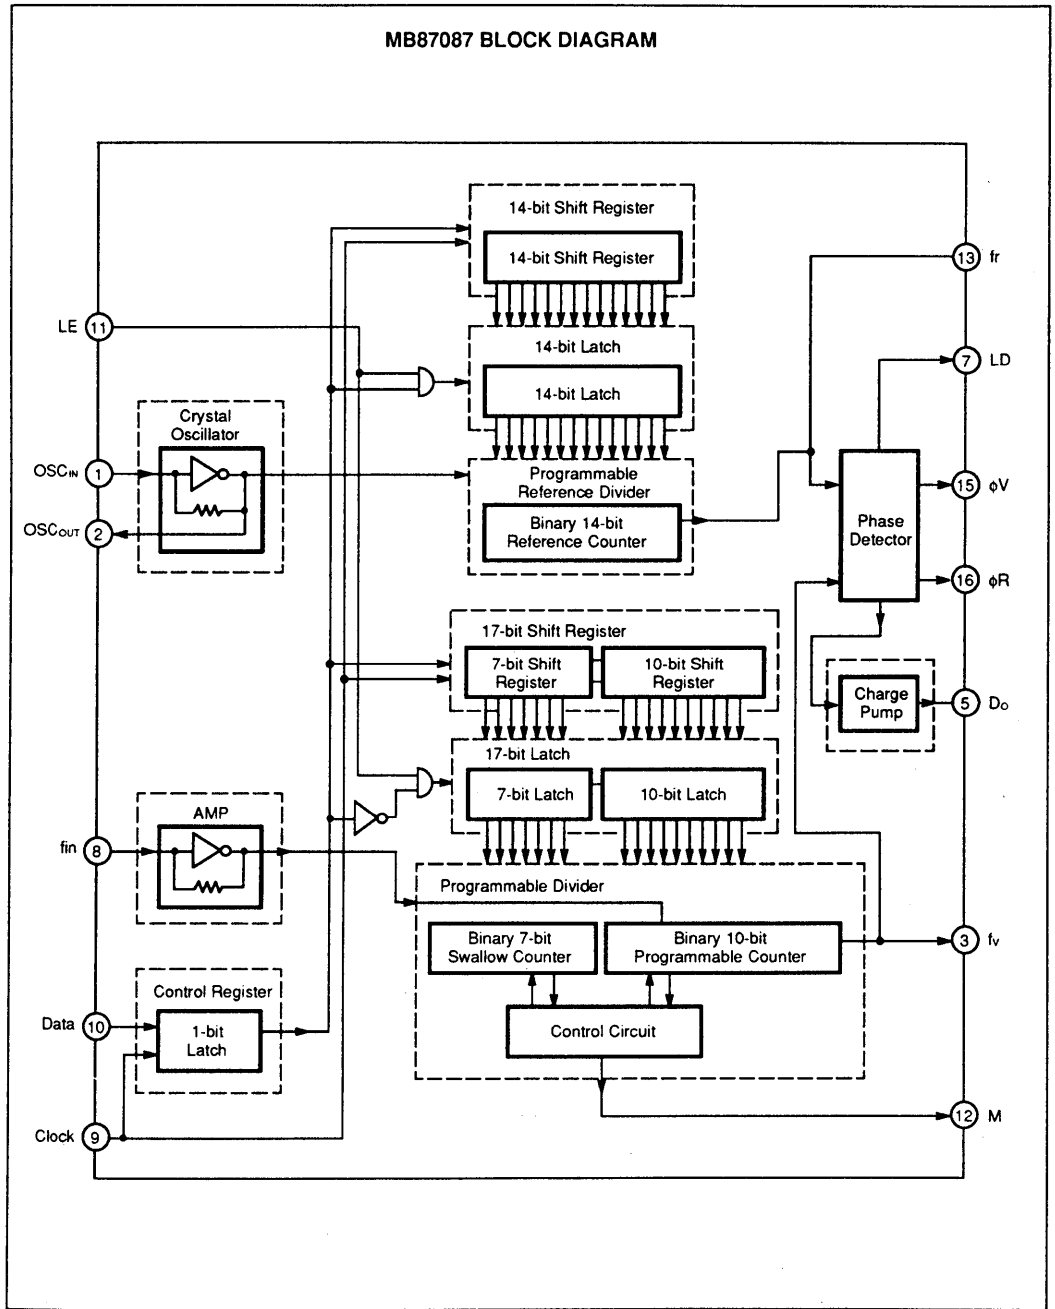 MB87087 BLOCK DIAGRAM
14-bit Shift Register
14-bit Shift Register
13 fr
LE 11
14-bit Latch
7 LD
14-bit Latch
Crystal
Oscillator
OSCIN 1
Programmable
Reference Divider
15 φV
OSCOUT 2
Binary 14-bit
Reference Counter
Phase
Detector
16 φR
17-bit Shift Register
7-bit Shift
Register
10-bit Shift
Register
Charge
Pump
5 Do
17-bit Latch
7-bit Latch
10-bit Latch
AMP
fin 8
Programmable Divider
Binary 7-bit
Swallow Counter
Binary 10-bit
Programmable Counter
3 fv
Control Register
Data 10
1-bit
Latch
Control Circuit
12 M
Clock 9